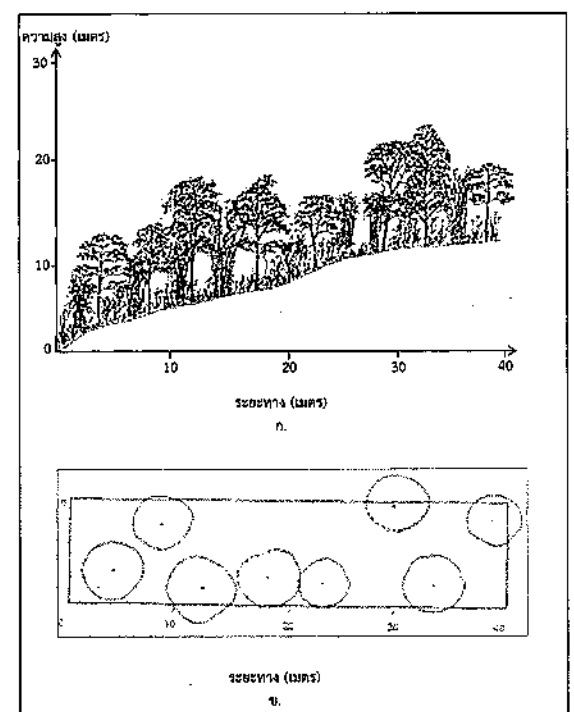 ความสูง (เมตร)
30
20
10
0
10 20 30 40
ระยะทาง (เมตร)
ก.
0 10 20 30 40
ระยะทาง (เมตร)
ข.